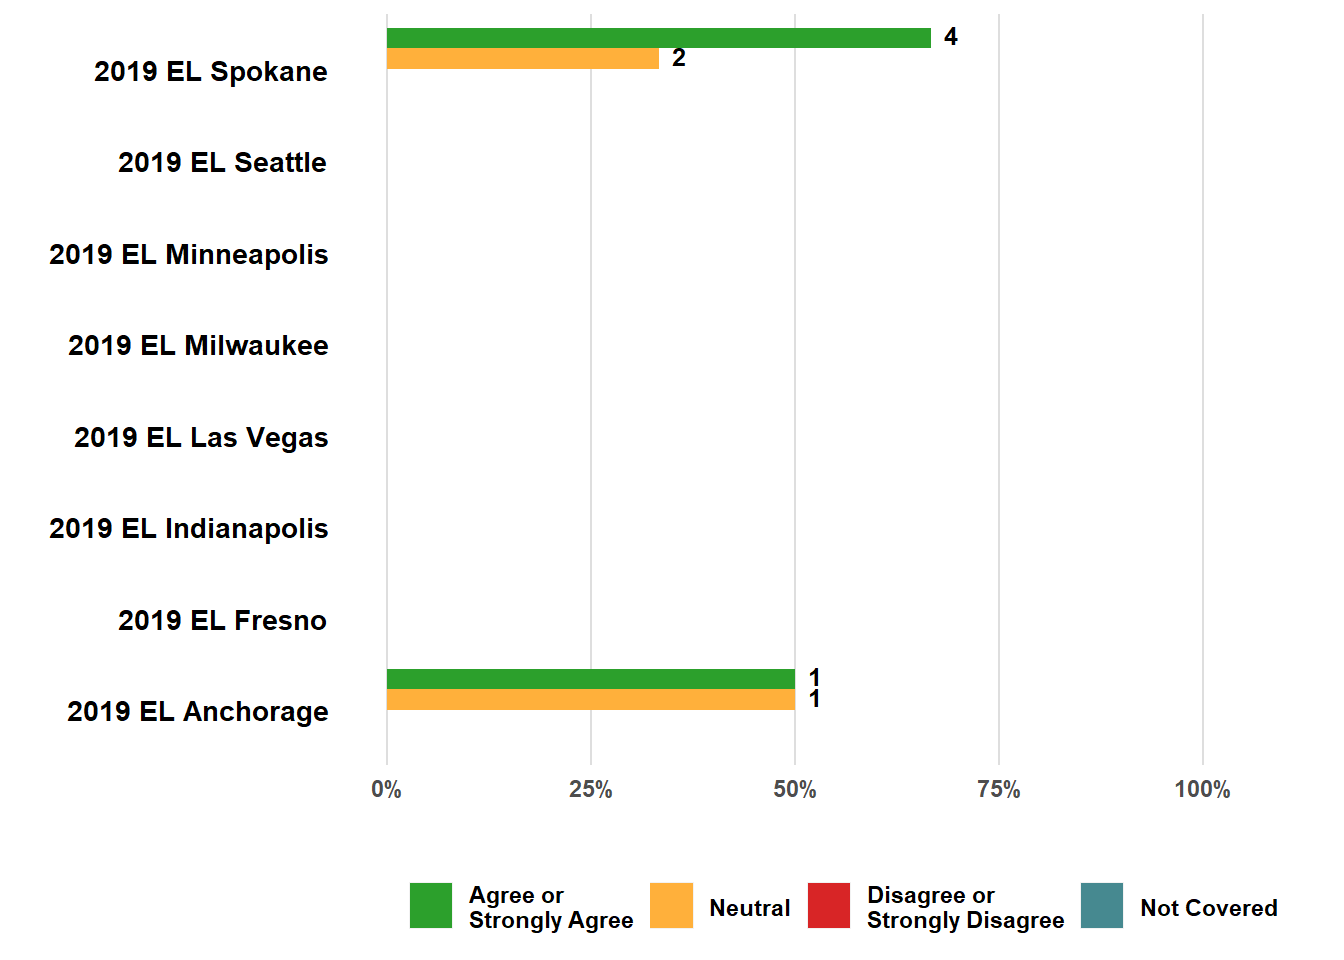 4
2
2019 EL Spokane
2019 EL Seattle
2019 EL Minneapolis
2019 EL Milwaukee
2019 EL Las Vegas
2019 EL Indianapolis
2019 EL Fresno
1
1
2019 EL Anchorage
0% 25% 50% 75% 100%
Agree or
Strongly Agree
Neutral
Disagree or
Strongly Disagree
Not Covered